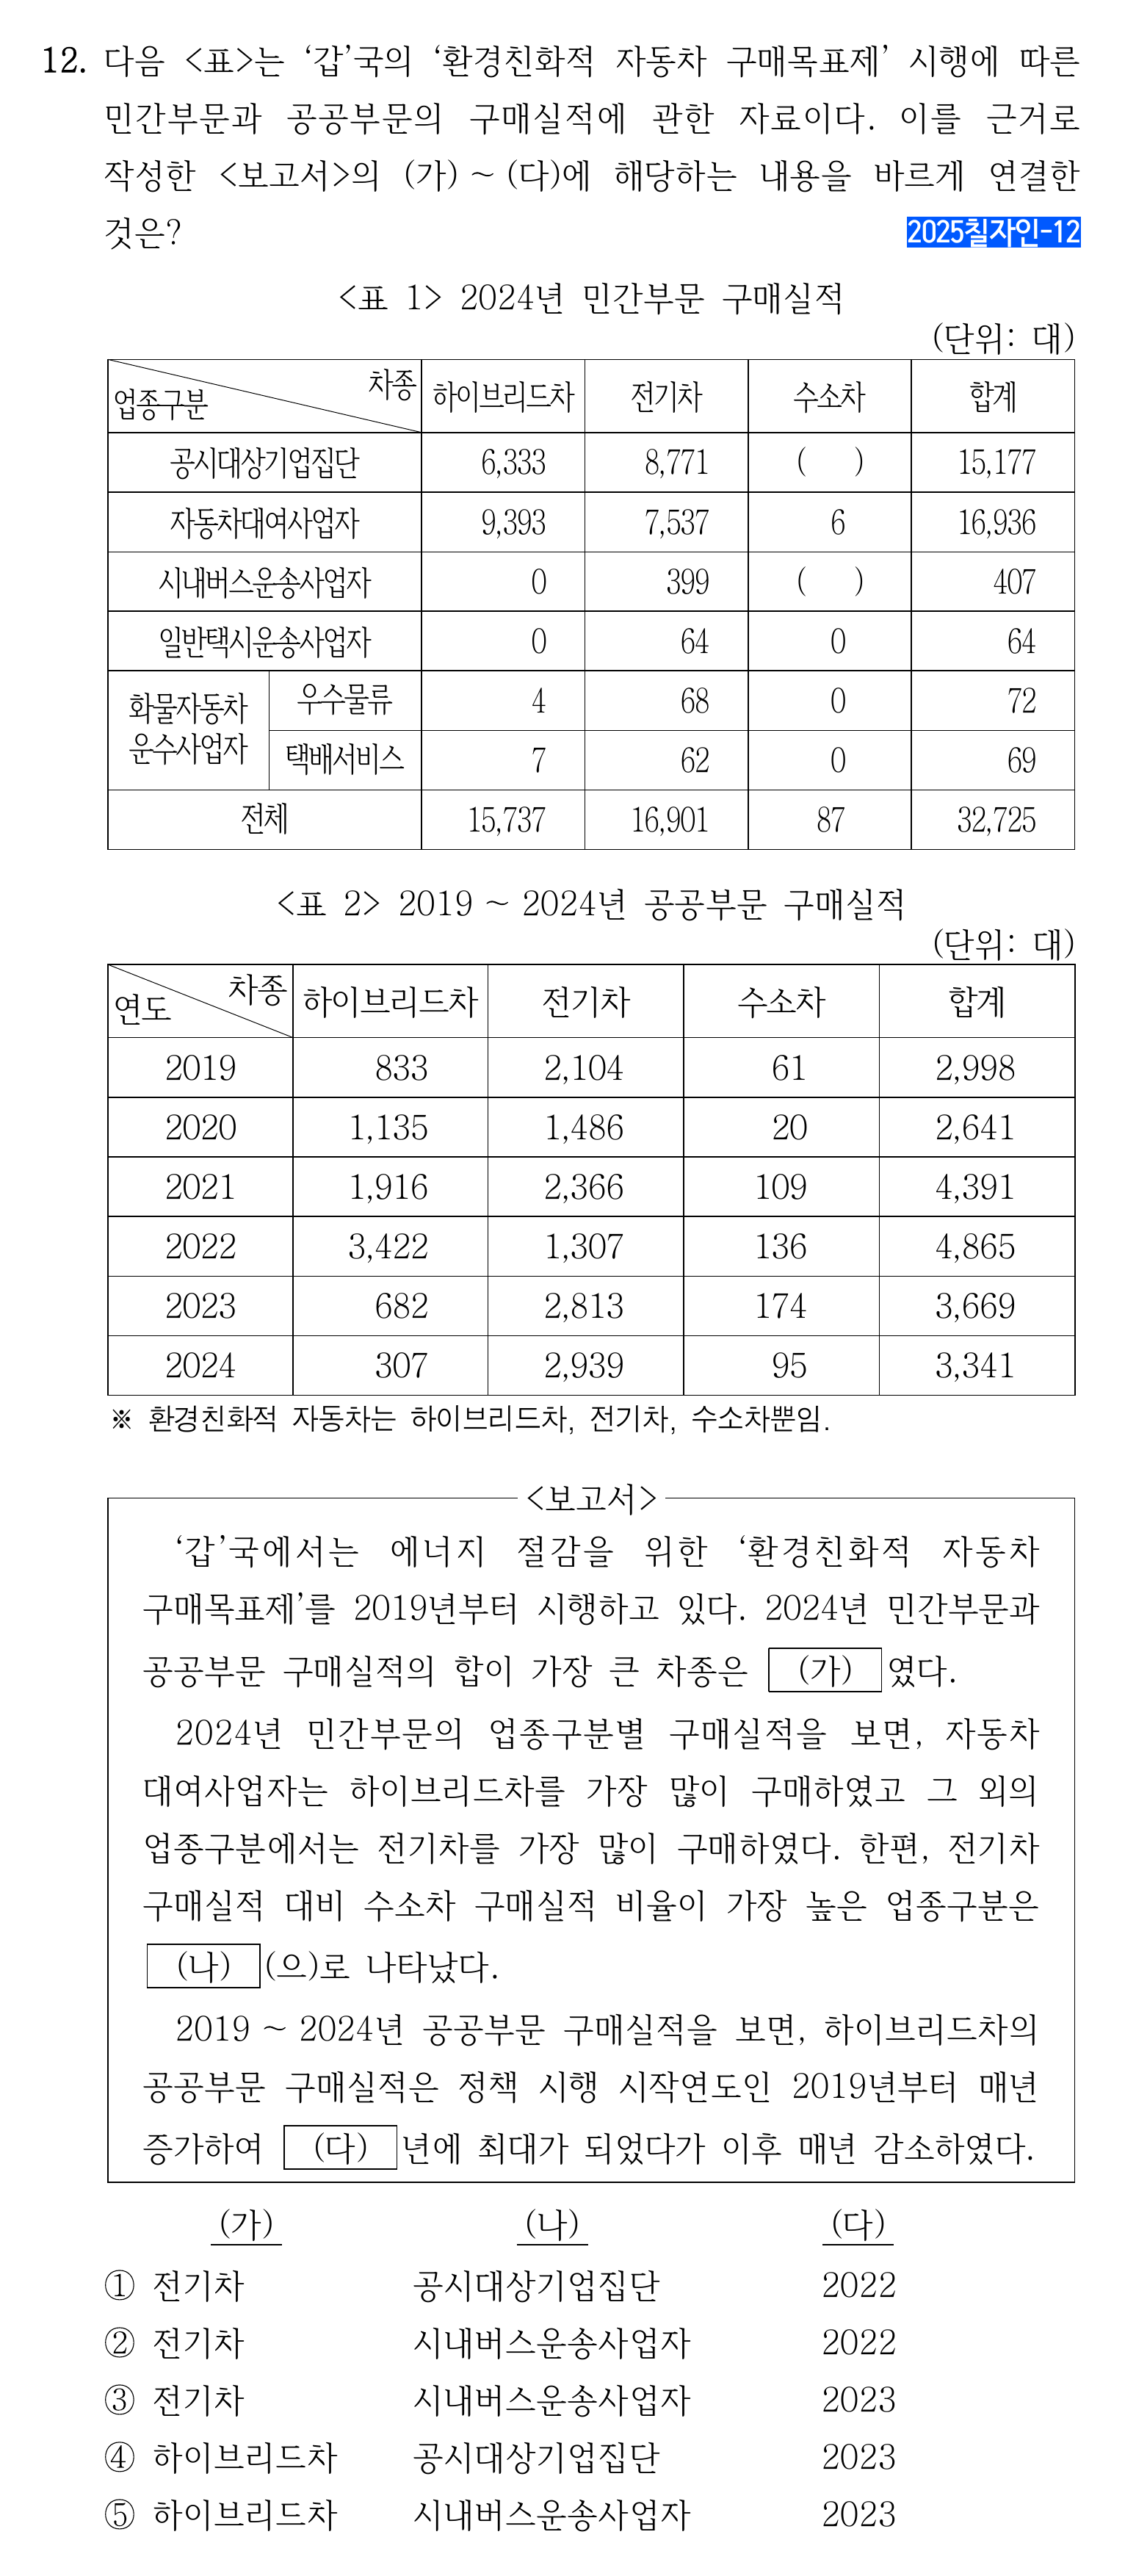 12. 다음 <표>는 ‘갑’국의 ‘환경친화적 자동차 구매목표제’ 시행에 따른
민간부문과 공공부문의 구매실적에 관한 자료이다. 이를 근거로
작성한 <보고서>의 (가) ~ (다)에 해당하는 내용을 바르게 연결한
것은?
2025칠자인-12
<표 1> 2024년 민간부문 구매실적
(단위: 대)
업종구분 차종 하이브리드차 전기차 수소차 합계
공시대상기업집단 6,333 8,771 ( ) 15,177
자동차대여사업자 9,393 7,537 6 16,936
시내버스운송사업자 0 399 ( ) 407
일반택시운송사업자 0 64 0 64
화물자동차 운수사업자 우수물류 4 68 0 72
택배서비스 7 62 0 69
전체 15,737 16,901 87 32,725
<표 2> 2019 ~ 2024년 공공부문 구매실적
(단위: 대)
연도 차종 하이브리드차 전기차 수소차 합계
2019 833 2,104 61 2,998
2020 1,135 1,486 20 2,641
2021 1,916 2,366 109 4,391
2022 3,422 1,307 136 4,865
2023 682 2,813 174 3,669
2024 307 2,939 95 3,341
※ 환경친화적 자동차는 하이브리드차, 전기차, 수소차뿐임.
<보고서>
‘갑’국에서는 에너지 절감을 위한 ‘환경친화적 자동차
구매목표제’를 2019년부터 시행하고 있다. 2024년 민간부문과
공공부문 구매실적의 합이 가장 큰 차종은 (가) 였다.
2024년 민간부문의 업종구분별 구매실적을 보면, 자동차
대여사업자는 하이브리드차를 가장 많이 구매하였고 그 외의
업종구분에서는 전기차를 가장 많이 구매하였다. 한편, 전기차
구매실적 대비 수소차 구매실적 비율이 가장 높은 업종구분은
(나) (으)로 나타났다.
2019 ~ 2024년 공공부문 구매실적을 보면, 하이브리드차의
공공부문 구매실적은 정책 시행 시작연도인 2019년부터 매년
증가하여 (다) 년에 최대가 되었다가 이후 매년 감소하였다.
(가) (나) (다)
① 전기차 공시대상기업집단 2022
② 전기차 시내버스운송사업자 2022
③ 전기차 시내버스운송사업자 2023
④ 하이브리드차 공시대상기업집단 2023
⑤ 하이브리드차 시내버스운송사업자 2023